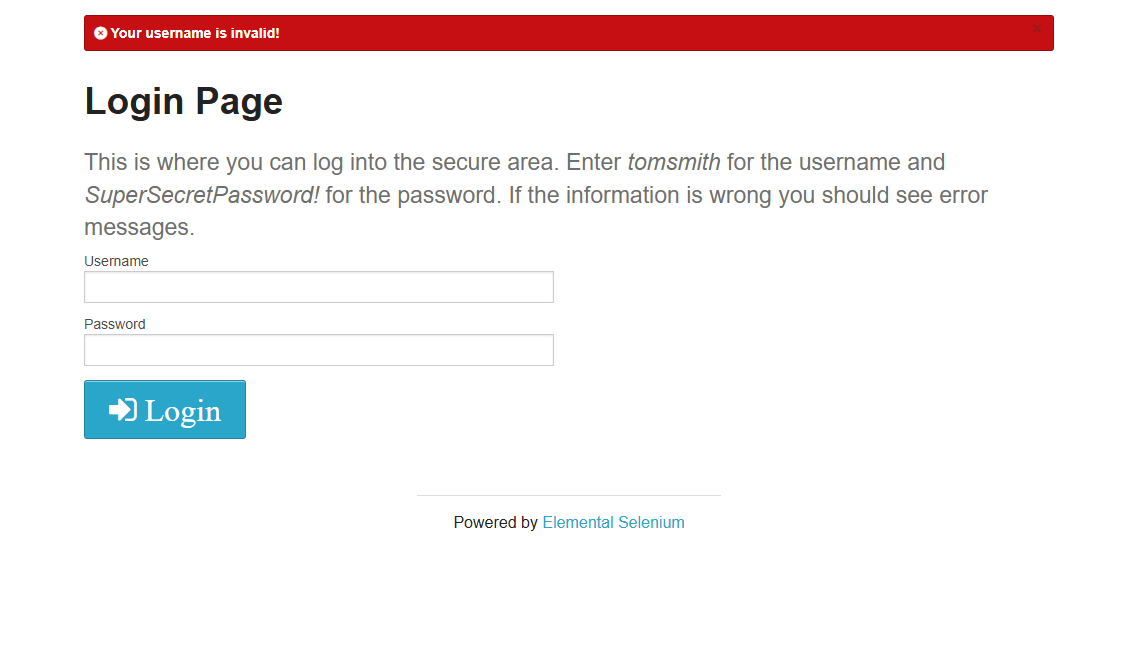 Your username is invalid!
Login Page
This is where you can log into the secure area. Enter tomsmith for the username and
SuperSecretPassword! for the password. If the information is wrong you should see error
messages.
Username
Password
Login
Powered by Elemental Selenium